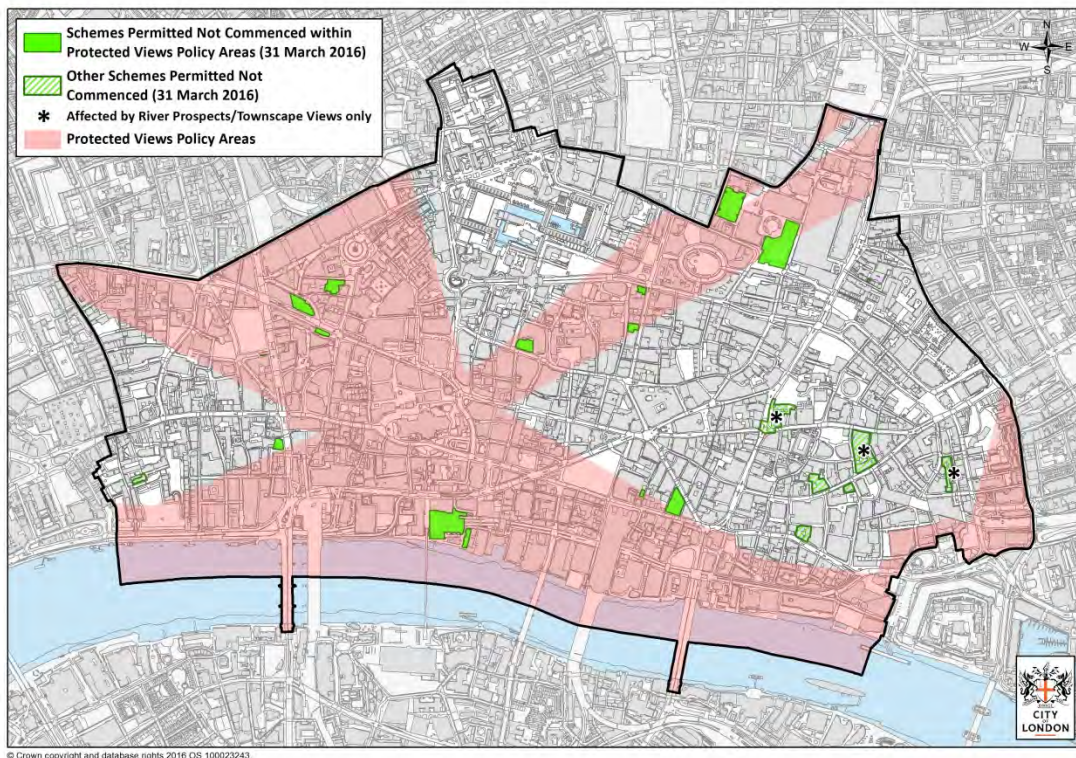 Schemes Permitted Not Commenced within
Protected Views Policy Areas (31 March 2016)
Other Schemes Permitted Not
Commenced (31 March 2016)
* Affected by River Prospects/Townscape Views only
Protected Views Policy Areas
N
W E
S
*
*
*
CITY
OF
LONDON
© Crown copyright and database rights 2016 OS 100023243